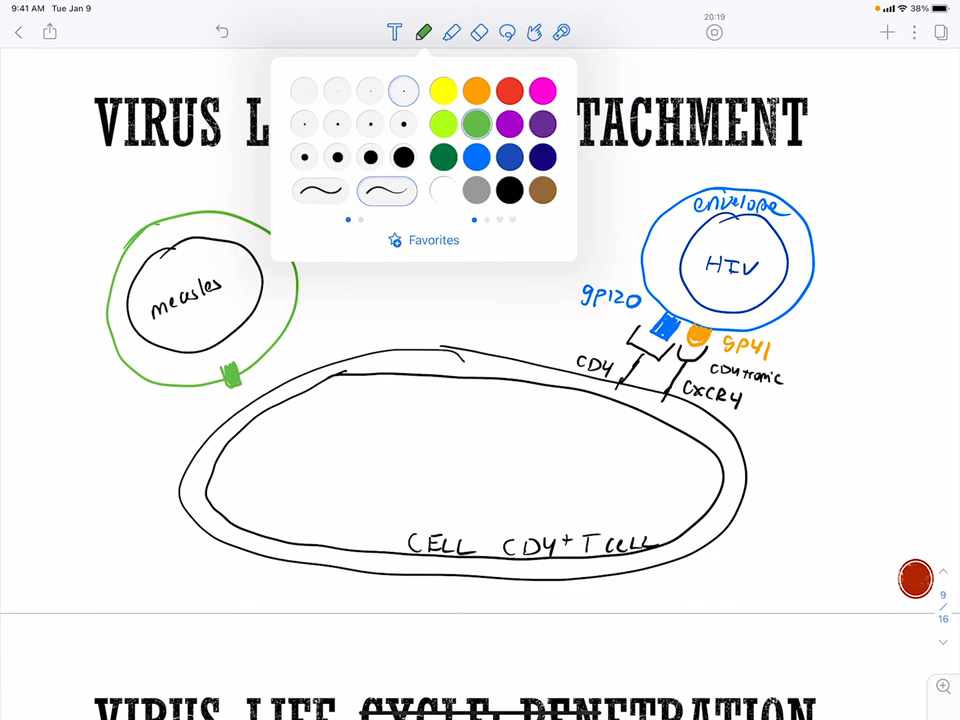 9:41 AM Tue Jan 9
20:19
38%
T
VIRUS L TACHMENT
Favorites
envelope
HIV
measles
gp120
gp41
CD4
CD4 tropic
CXCR4
CELL CD4+ T CELL
9
/
16
VIRUS LIFE CYCLE: PENETRATION